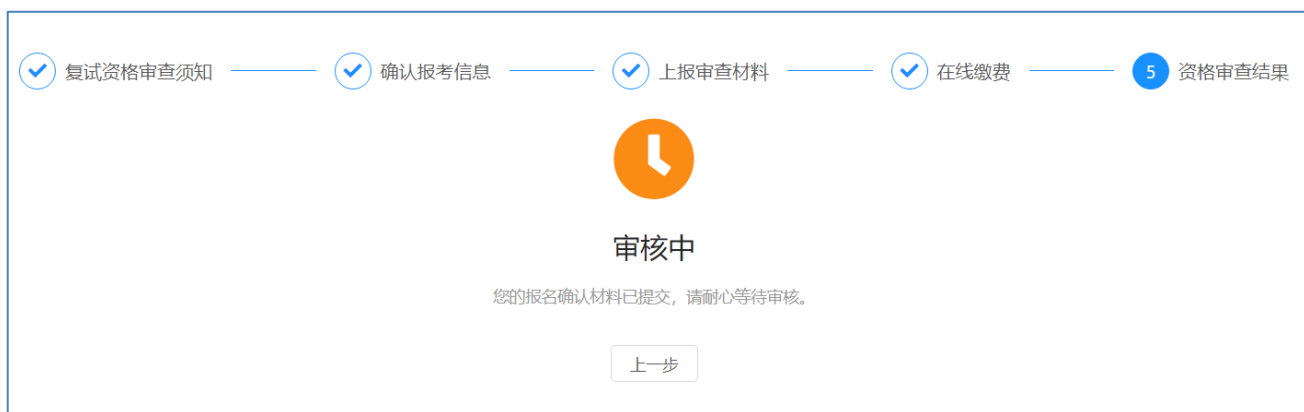 复试资格审查须知 确认报考信息 上报审查材料 在线缴费 5 资格审查结果
审核中
您的报名确认材料已提交，请耐心等待审核。
上一步